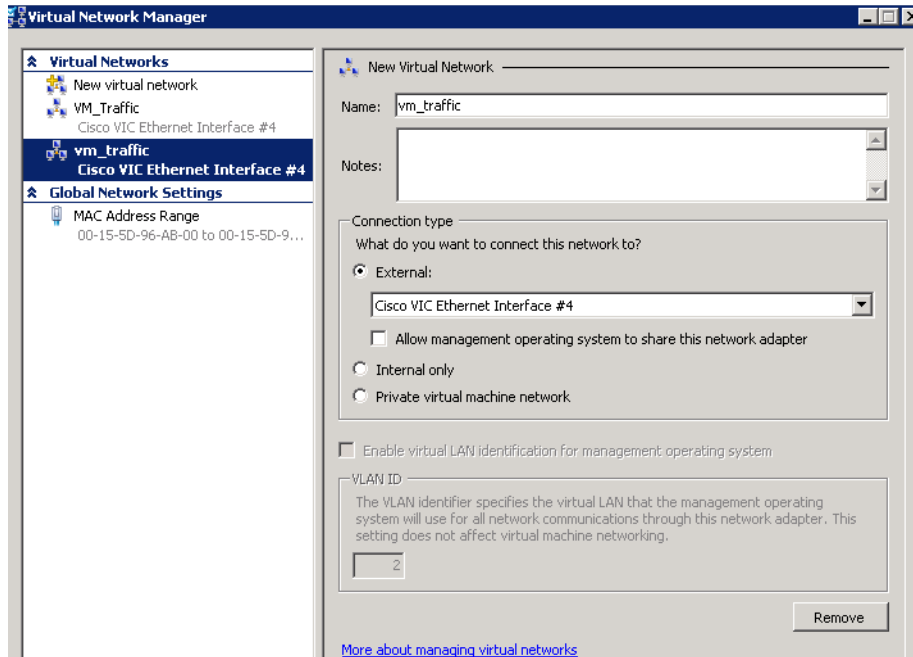 Virtual Network Manager
Virtual Networks
New virtual network
VM_Traffic
Cisco VIC Ethernet Interface #4
vm_traffic
Cisco VIC Ethernet Interface #4
Global Network Settings
MAC Address Range
00-15-5D-96-AB-00 to 00-15-5D-9...
New Virtual Network
Name: vm_traffic
Notes:
Connection type
What do you want to connect this network to?
External:
Cisco VIC Ethernet Interface #4
Allow management operating system to share this network adapter
Internal only
Private virtual machine network
Enable virtual LAN identification for management operating system
VLAN ID
The VLAN identifier specifies the virtual LAN that the management operating
system will use for all network communications through this network adapter. This
setting does not affect virtual machine networking.
2
Remove
More about managing virtual networks